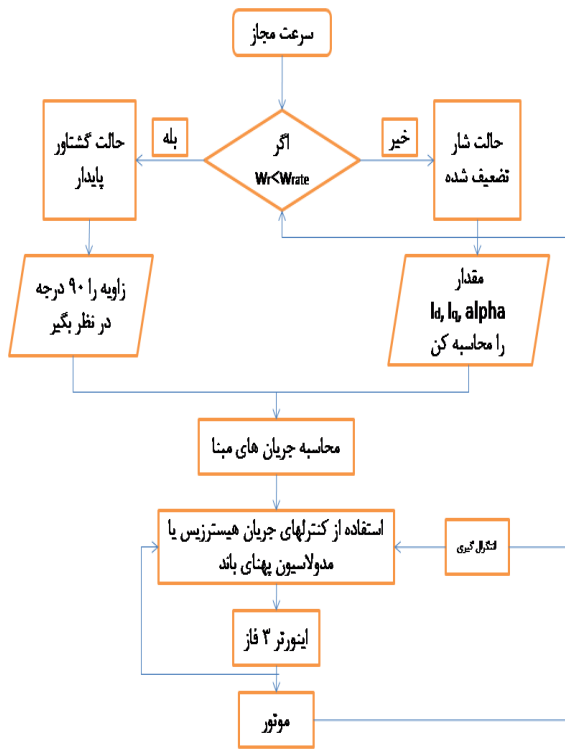 سرعت مجاز
اگر
Wr<Wrate
بله
خیر
حالت گشتاور
پایدار
حالت شار
تضعیف شده
زاویه را ۹۰ درجه
در نظر بگیر
مقدار
Id, Iq, alpha
را محاسبه کن
محاسبه جریان های مبنا
استفاده از کنترلهای جریان هیسترزیس یا
مدولاسیون پهنای باند
انتگرال گیری
اینورتر ۳ فاز
موتور